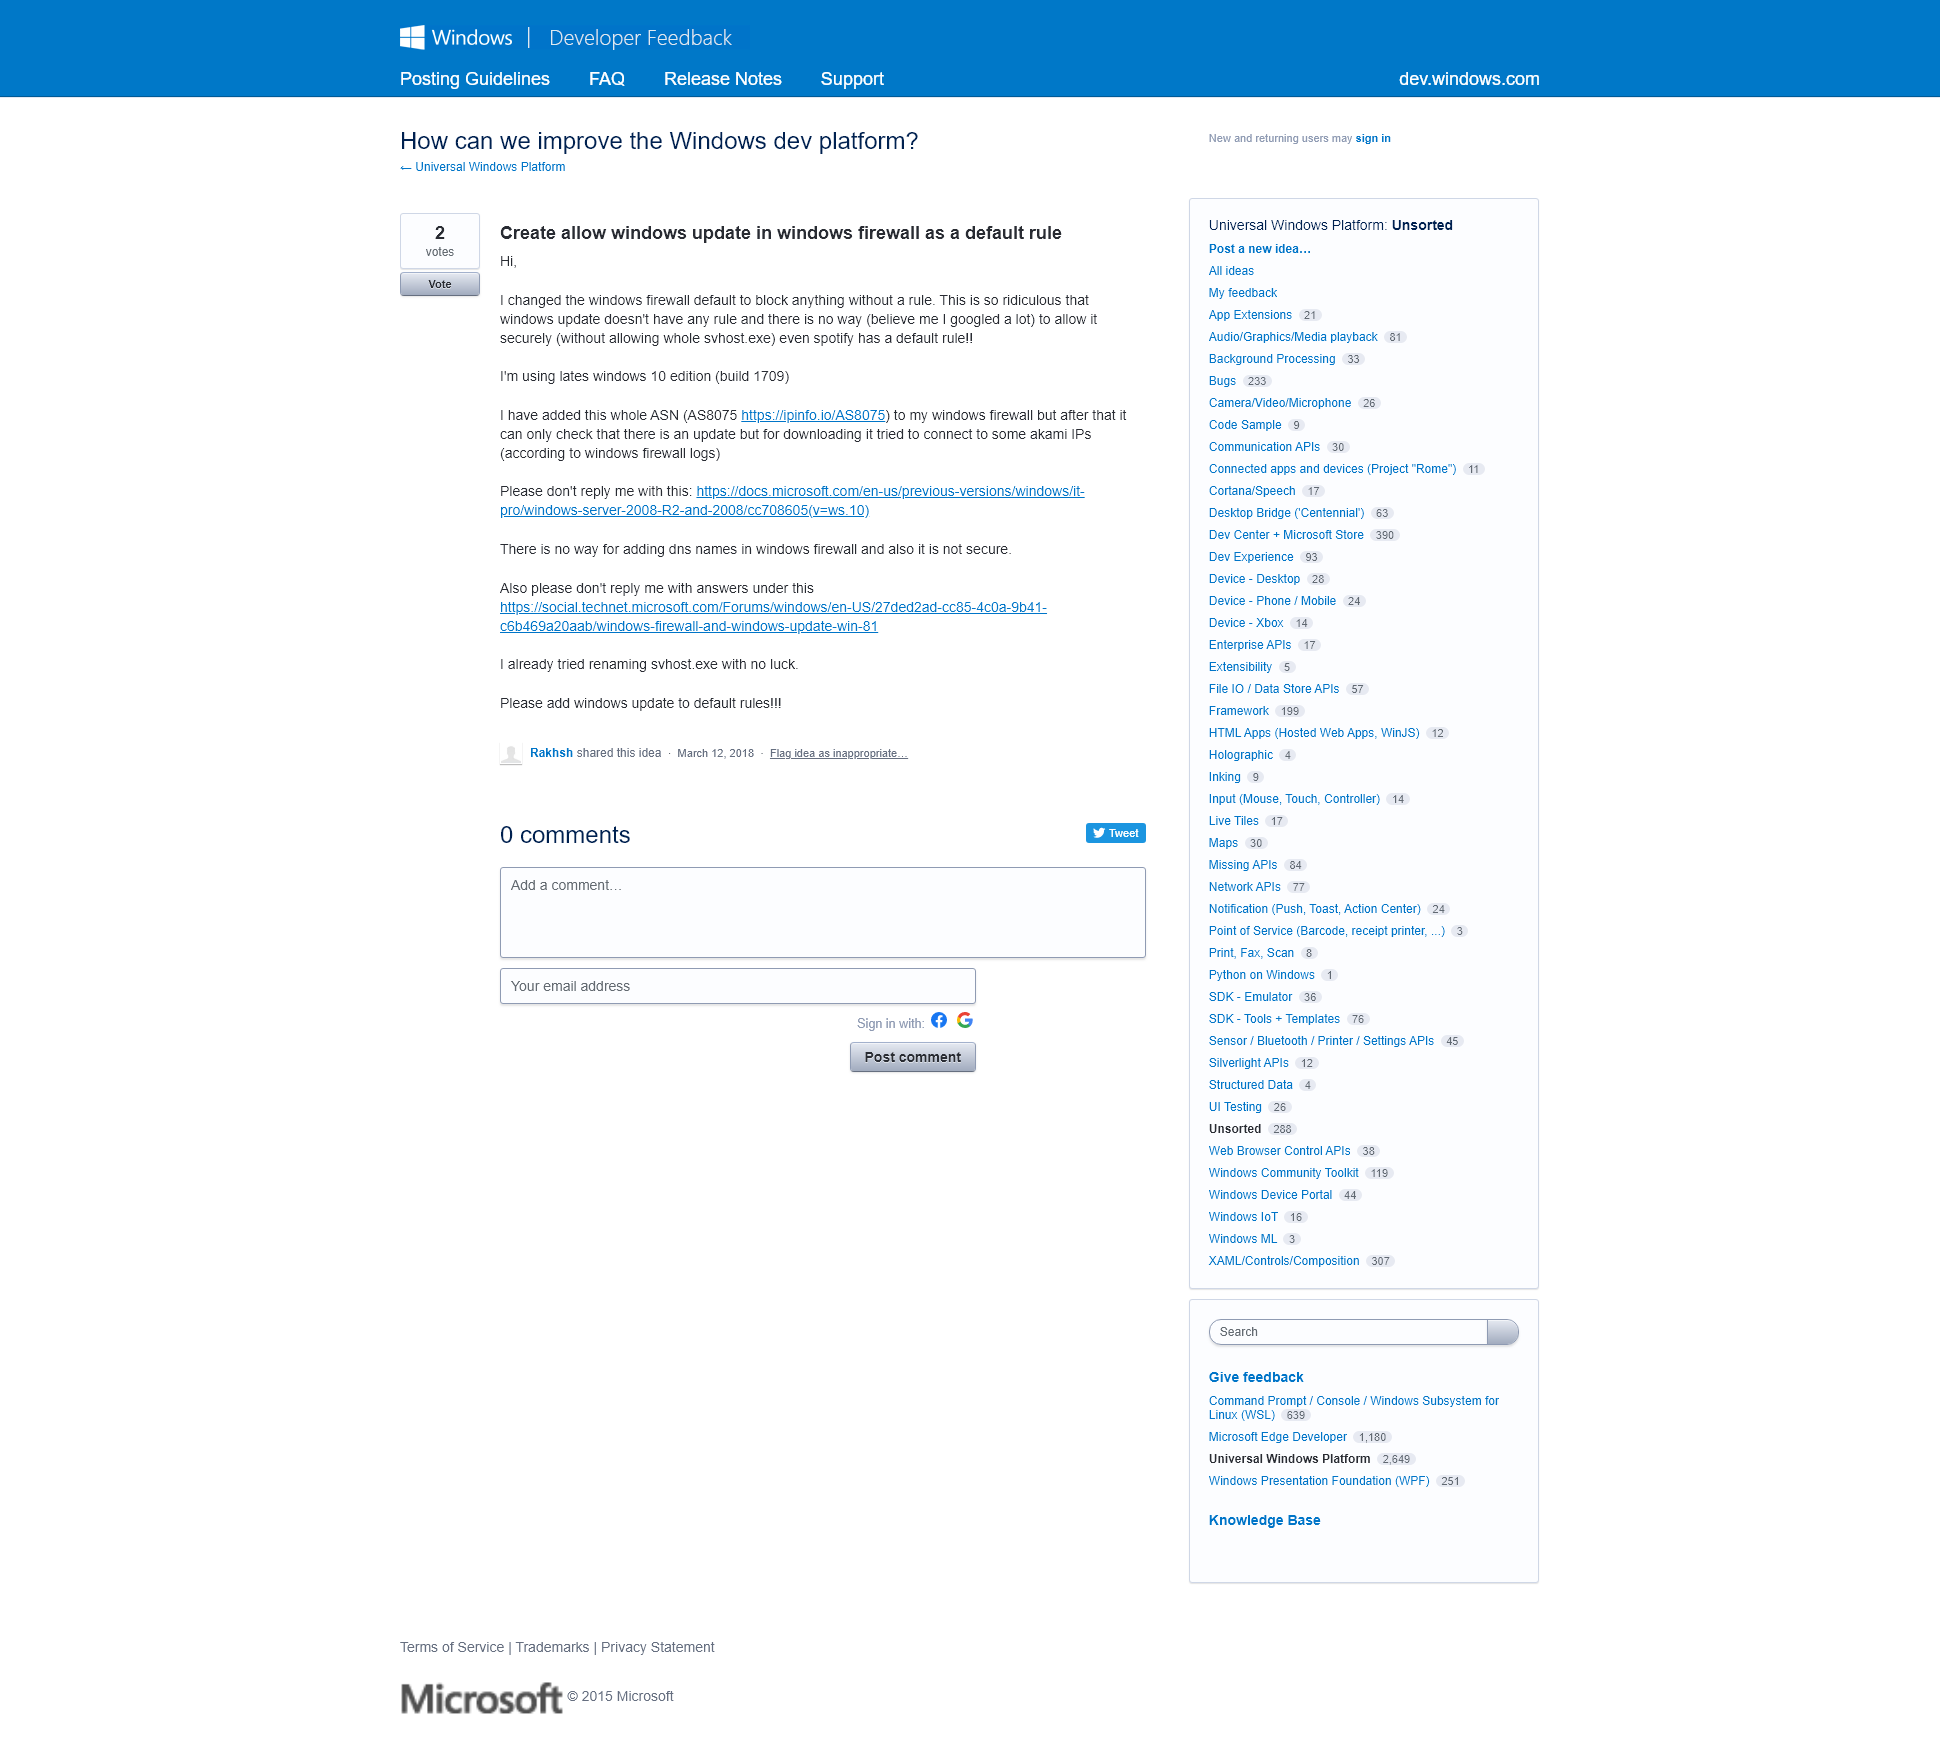 Windows | Developer Feedback
Posting Guidelines FAQ Release Notes Support dev.windows.com
How can we improve the Windows dev platform?
← Universal Windows Platform
New and returning users may sign in
2
votes
Vote
Create allow windows update in windows firewall as a default rule
Hi,
I changed the windows firewall default to block anything without a rule. This is so ridiculous that
windows update doesn't have any rule and there is no way (believe me I googled a lot) to allow it
securely (without allowing whole svhost.exe) even spotify has a default rule!!
I'm using lates windows 10 edition (build 1709)
I have added this whole ASN (AS8075 https://ipinfo.io/AS8075) to my windows firewall but after that it
can only check that there is an update but for downloading it tried to connect to some akami IPs
(according to windows firewall logs)
Please don't reply me with this: https://docs.microsoft.com/en-us/previous-versions/windows/it-
pro/windows-server-2008-R2-and-2008/cc708605(v=ws.10)
There is no way for adding dns names in windows firewall and also it is not secure.
Also please don't reply me with answers under this
https://social.technet.microsoft.com/Forums/windows/en-US/27ded2ad-cc85-4c0a-9b41-
c6b469a20aab/windows-firewall-and-windows-update-win-81
I already tried renaming svhost.exe with no luck.
Please add windows update to default rules!!!
Rakhsh shared this idea · March 12, 2018 · Flag idea as inappropriate…
0 comments
Tweet
Add a comment…
Your email address
Sign in with:
Post comment
Universal Windows Platform: Unsorted
Post a new idea…
All ideas
My feedback
App Extensions 21
Audio/Graphics/Media playback 81
Background Processing 33
Bugs 233
Camera/Video/Microphone 26
Code Sample 9
Communication APIs 30
Connected apps and devices (Project "Rome") 11
Cortana/Speech 17
Desktop Bridge ('Centennial') 63
Dev Center + Microsoft Store 390
Dev Experience 93
Device - Desktop 28
Device - Phone / Mobile 24
Device - Xbox 14
Enterprise APIs 17
Extensibility 5
File IO / Data Store APIs 57
Framework 199
HTML Apps (Hosted Web Apps, WinJS) 12
Holographic 4
Inking 9
Input (Mouse, Touch, Controller) 14
Live Tiles 17
Maps 30
Missing APIs 84
Network APIs 77
Notification (Push, Toast, Action Center) 24
Point of Service (Barcode, receipt printer, ...) 3
Print, Fax, Scan 8
Python on Windows 1
SDK - Emulator 36
SDK - Tools + Templates 76
Sensor / Bluetooth / Printer / Settings APIs 45
Silverlight APIs 12
Structured Data 4
UI Testing 26
Unsorted 288
Web Browser Control APIs 38
Windows Community Toolkit 119
Windows Device Portal 44
Windows IoT 16
Windows ML 3
XAML/Controls/Composition 307
Search
Give feedback
Command Prompt / Console / Windows Subsystem for
Linux (WSL) 639
Microsoft Edge Developer 1,180
Universal Windows Platform 2,649
Windows Presentation Foundation (WPF) 251
Knowledge Base
Terms of Service | Trademarks | Privacy Statement
Microsoft © 2015 Microsoft